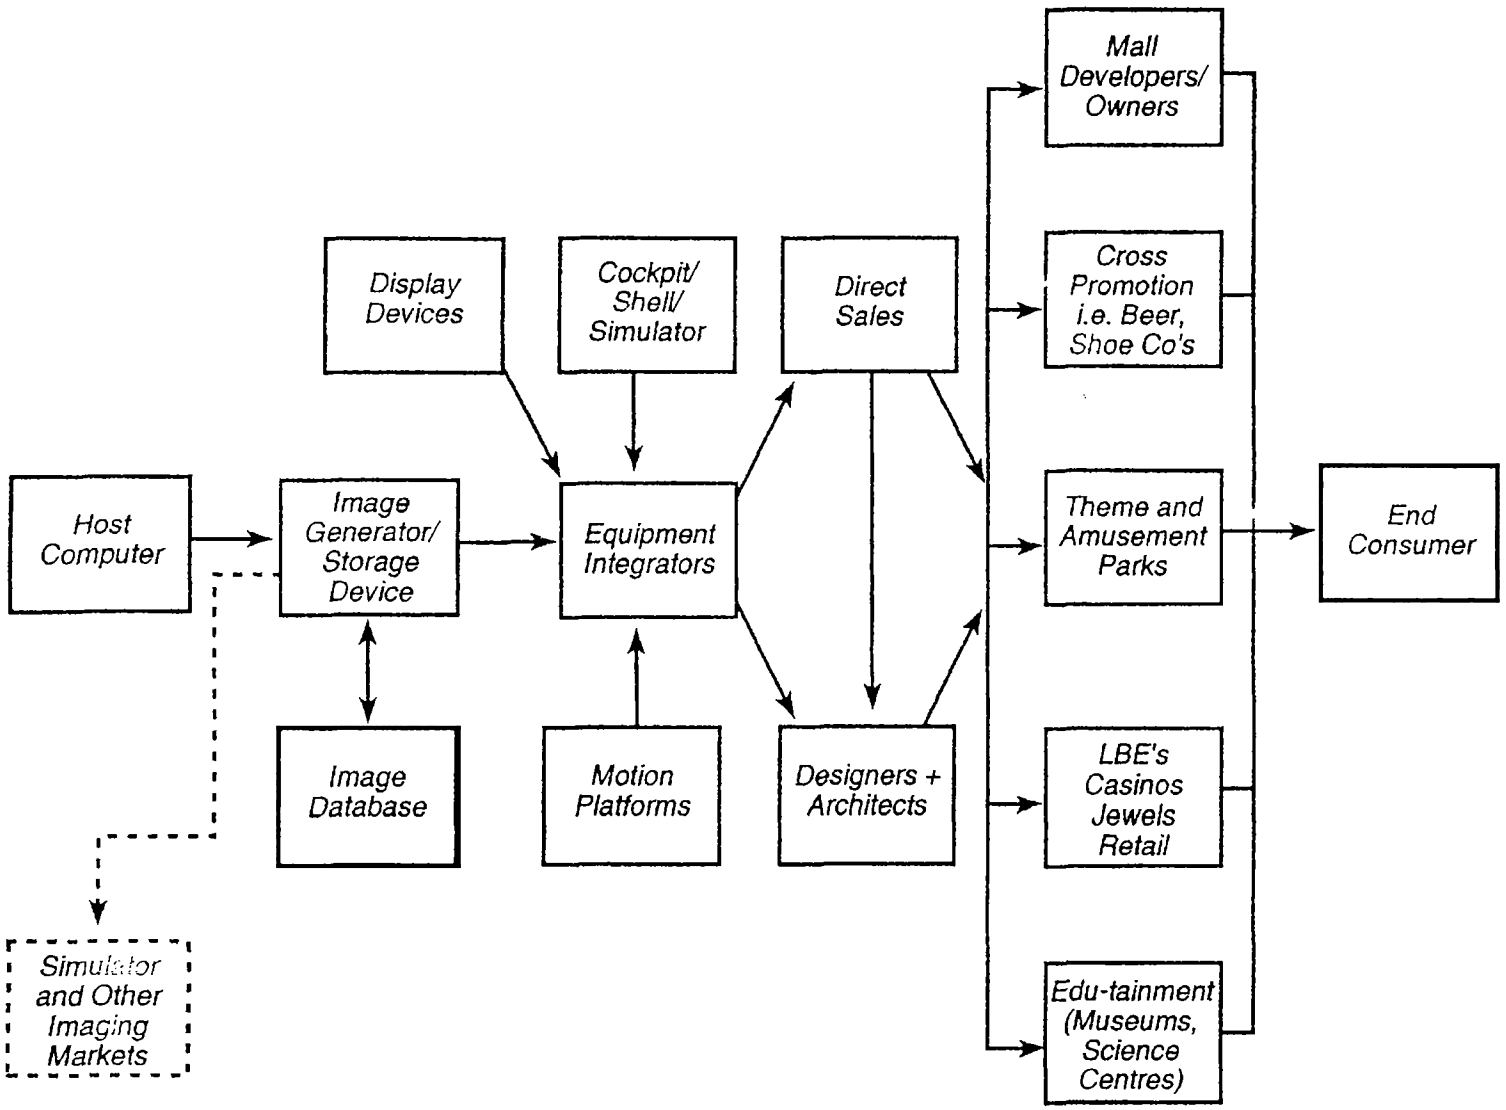 Mall
Developers/
Owners
Display
Devices
Cockpit/
Shell/
Simulator
Direct
Sales
Cross
Promotion
i.e. Beer,
Shoe Co's
Host
Computer
Image
Generator/
Storage
Device
Equipment
Integrators
Theme and
Amusement
Parks
End
Consumer
Image
Database
Motion
Platforms
Designers +
Architects
LBE's
Casinos
Jewels
Retail
Simulator
and Other
Imaging
Markets
Edu-tainment
(Museums,
Science
Centres)